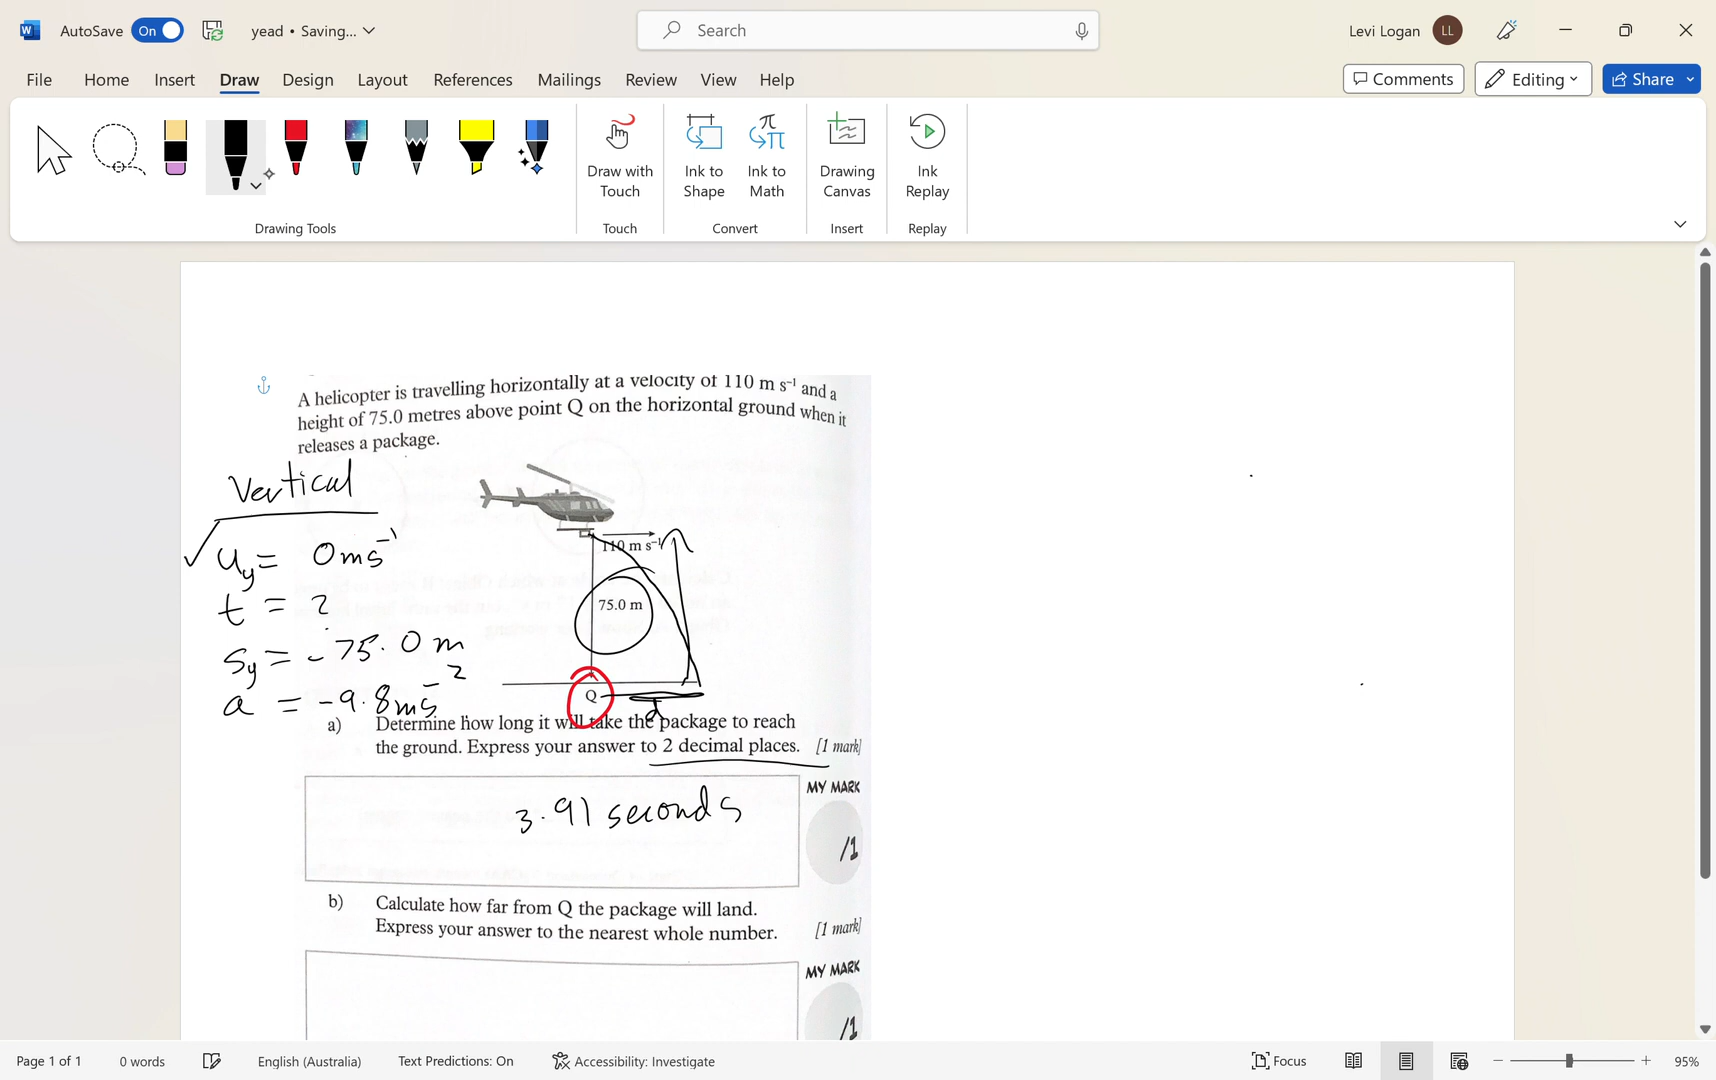 AutoSave On yead • Saving... Search Levi Logan LL
File Home Insert Draw Design Layout References Mailings Review View Help Comments Editing Share
Draw with Touch
Ink to Shape
Ink to Math
Drawing Canvas
Ink Replay
Drawing Tools Touch Convert Insert Replay
A helicopter is travelling horizontally at a velocity of 110 m s⁻¹ and a
height of 75.0 metres above point Q on the horizontal ground when it
releases a package.
Vertical
u_y = 0ms⁻¹
110 m s⁻¹
t = ?
75.0 m
s_y = -75.0 m
a = -9.8ms⁻²
Q
d
a) Determine how long it will take the package to reach
the ground. Express your answer to 2 decimal places. [1 mark]
MY MARK
3.91 seconds
/1
b) Calculate how far from Q the package will land.
Express your answer to the nearest whole number. [1 mark]
MY MARK
/1
Page 1 of 1 0 words English (Australia) Text Predictions: On Accessibility: Investigate Focus 95%